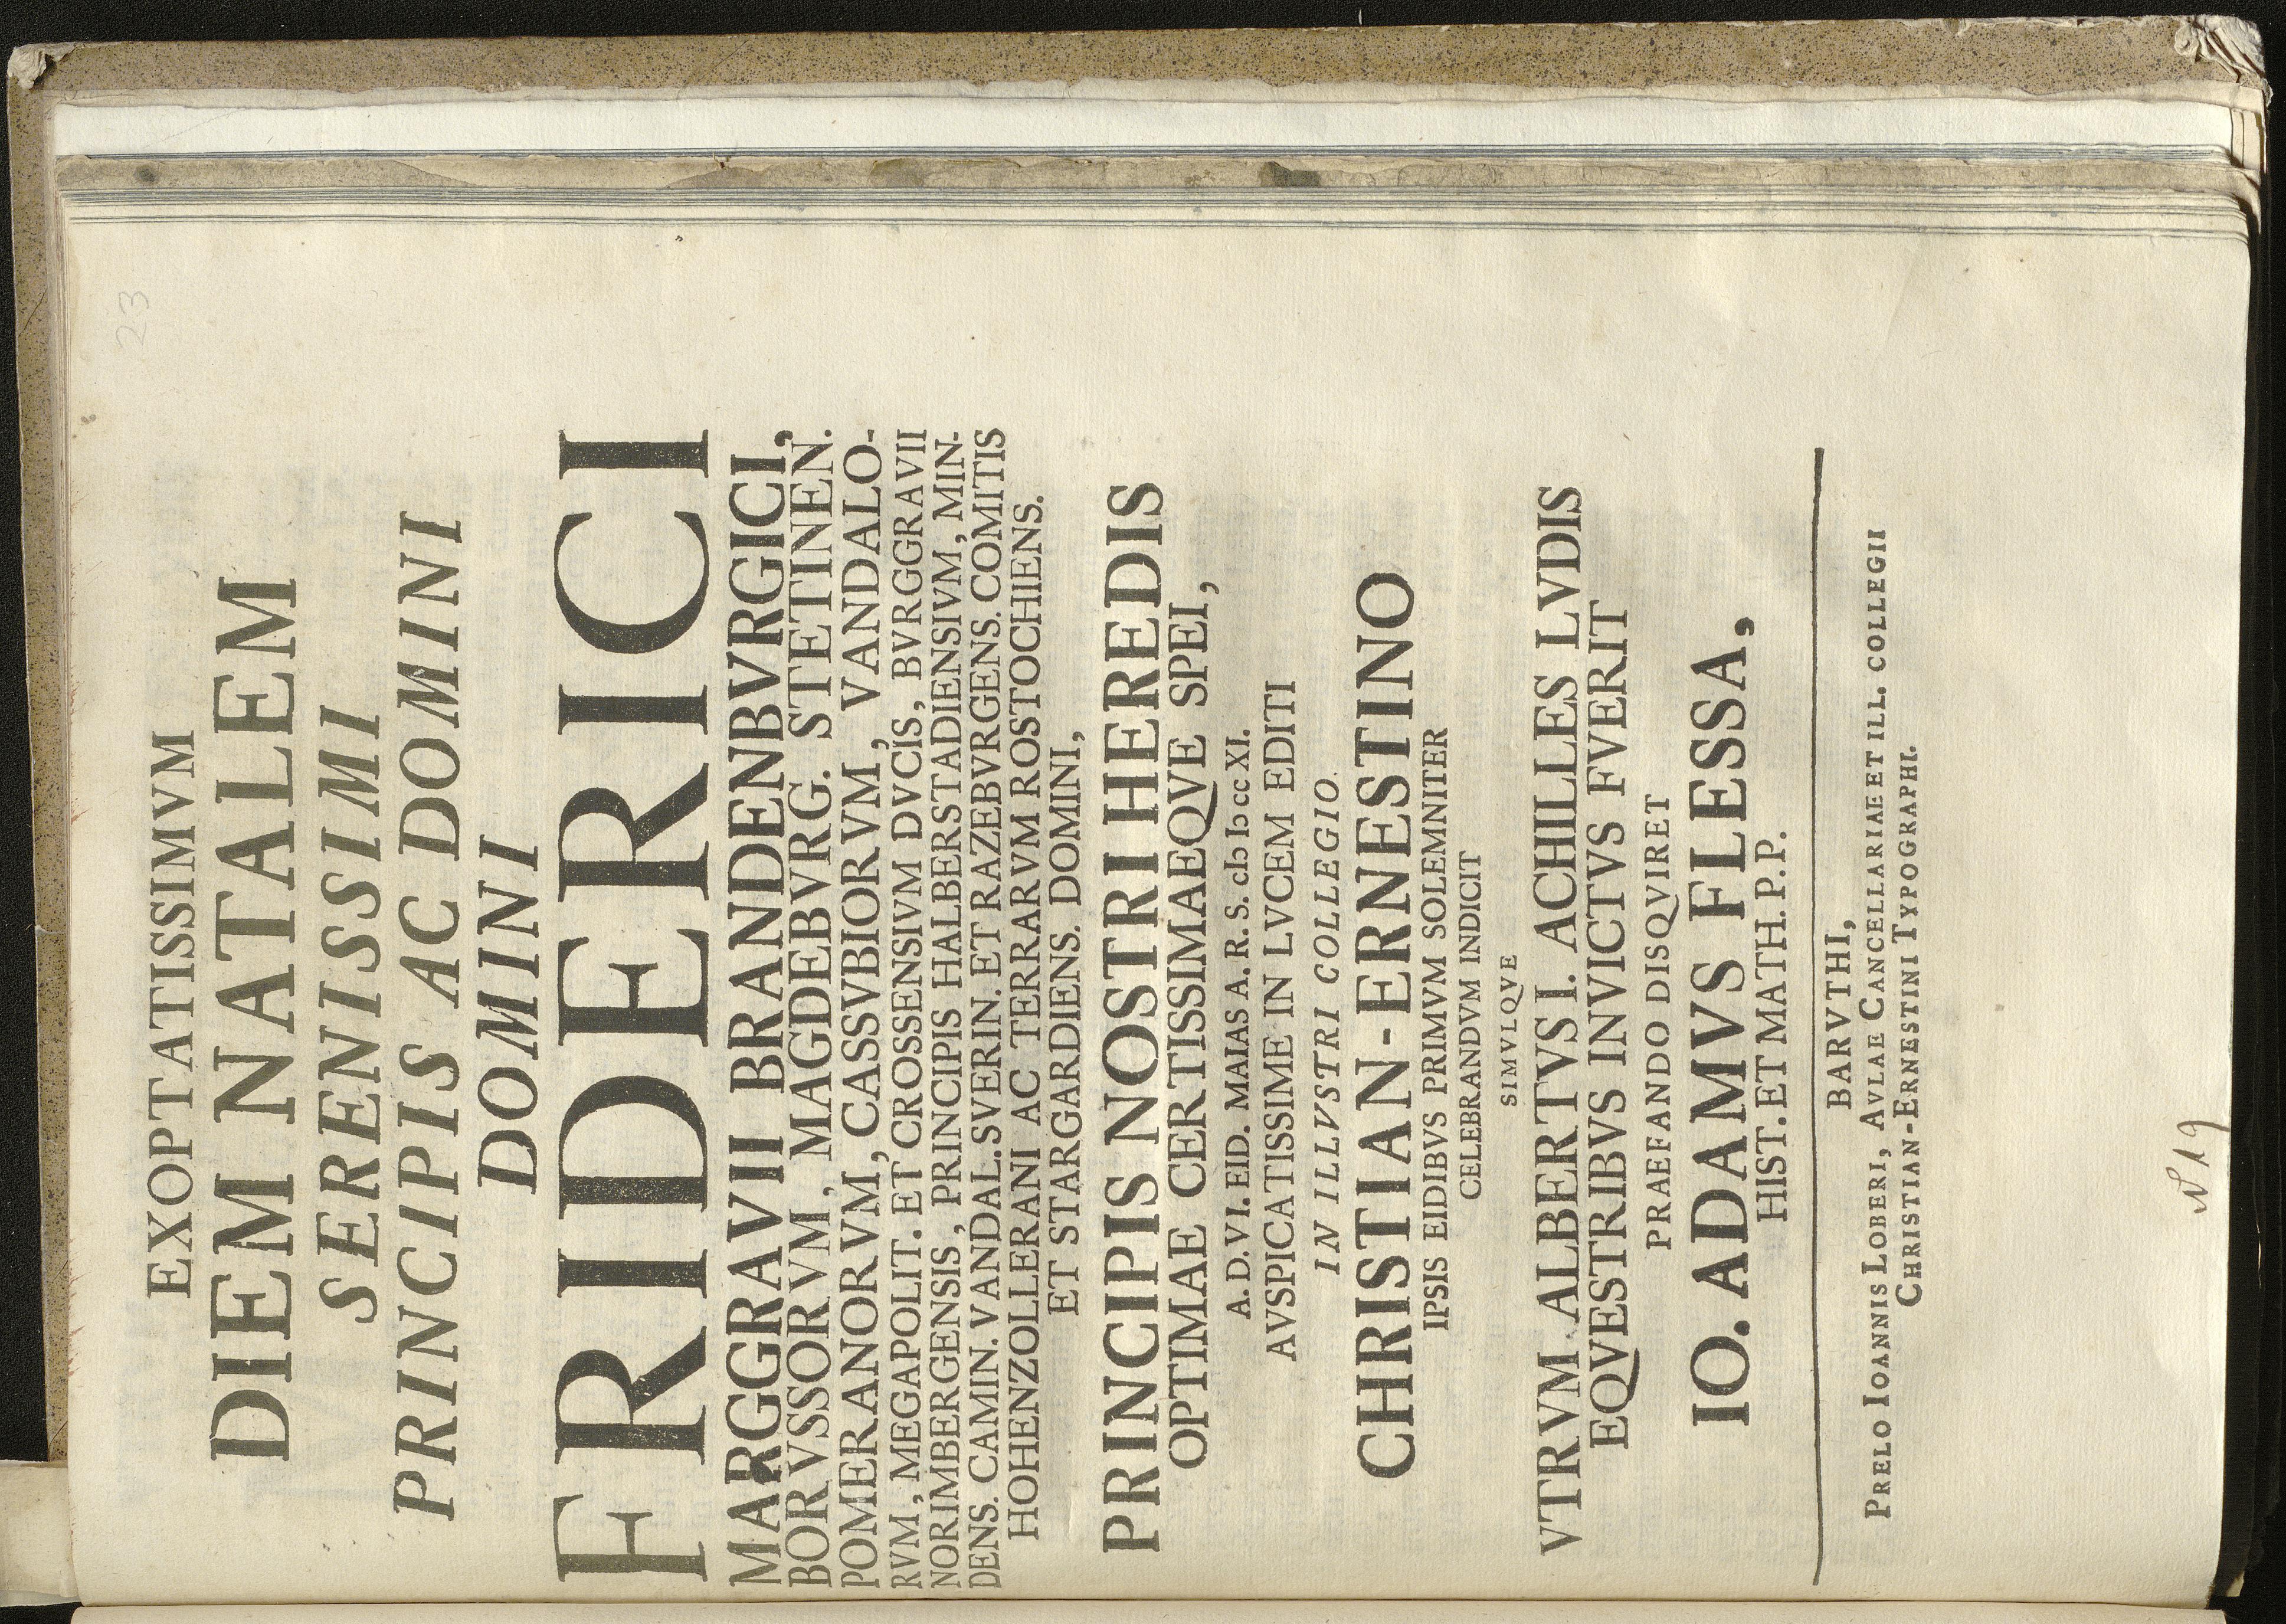 23
EXOPTATISSIMVM
DIEM NATALEM
SERENISSIMI
PRINCIPIS AC DOMINI
DOMINI
FRIDERICI
MARGGRAVII BRANDENBVRGICI,
BORVSSORVM, MAGDEBVRG. STETINEN.
POMERANORVM, CASSVBIORVM, VANDALO-
RVM, MEGAPOLIT. ET CROSSENSIVM DVCIS, BVRGGRAVII
NORIMBERGENSIS, PRINCIPIS HALBERSTADIENSIVM, MIN-
DENS. CAMIN. VANDAL. SVERIN. ET RAZEBVRGENS. COMITIS
HOHENZOLLERANI AC TERRARVM ROSTOCHIENS.
ET STARGARDIENS. DOMINI,
PRINCIPIS NOSTRI HEREDIS
OPTIMAE CERTISSIMAEQVE SPEI,
A. D. VI. EID. MAIAS A. R. S. cIↄ Iↄ cc XI.
AVSPICATISSIME IN LVCEM EDITI
IN ILLVSTRI COLLEGIO
CHRISTIAN-ERNESTINO
IPSIS EIDIBVS PRIMVM SOLEMNITER
CELEBRANDVM INDICIT
SIMVLQVE
VTRVM ALBERTVS I. ACHILLES LVDIS
EQVESTRIBVS INVICTVS FVERIT
PRAEFANDO DISQVIRET
IO. ADAMVS FLESSA,
HIST. ET MATH. P. P.
BARVTHI,
PRELO IOANNIS LOBERI, AVLAE CANCELLARIAE ET ILL. COLLEGII
CHRISTIAN-ERNESTINI TYPOGRAPHI.
N 19